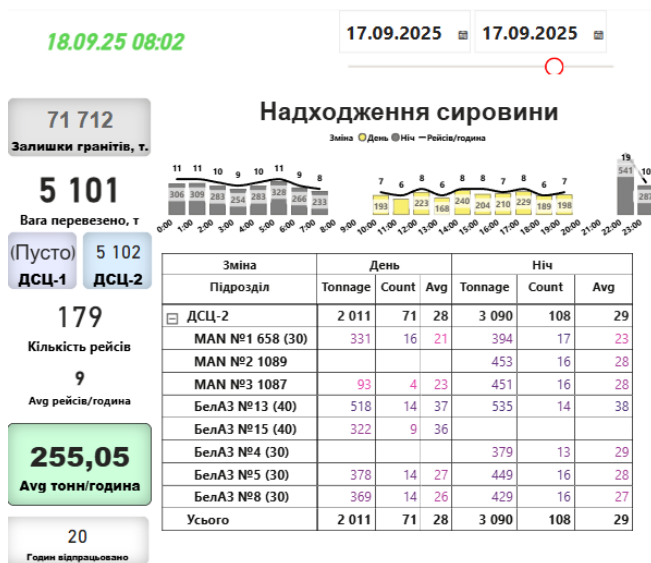 18.09.25 08:02
17.09.2025 17.09.2025
71 712
Залишки гранітів, т.
5 101
Вага перевезено, т
(Пусто) 5 102
ДСЦ-1 ДСЦ-2
179
Кількість рейсів
9
Avg рейсів/година
255,05
Avg тонн/година
20
Годин відпрацьовано
Надходження сировини
Зміна День Ніч Рейсів/година
11 11 10 9 10 11 9 8 7 6 8 6 8 8 7 8 6 7 19 10
306 309 283 254 283 328 266 233 193 223 168 240 204 210 229 189 198 541 287
0:00 1:00 2:00 3:00 4:00 5:00 6:00 7:00 8:00 9:00 10:00 11:00 12:00 13:00 14:00 15:00 16:00 17:00 18:00 19:00 20:00 21:00 22:00 23:00
Зміна День Ніч
Підрозділ Tonnage Count Avg Tonnage Count Avg
ДСЦ-2 2 011 71 28 3 090 108 29
MAN №1 658 (30) 331 16 21 394 17 23
MAN №2 1089 453 16 28
MAN №3 1087 93 4 23 451 16 28
БелАЗ №13 (40) 518 14 37 535 14 38
БелАЗ №15 (40) 322 9 36
БелАЗ №4 (30) 379 13 29
БелАЗ №5 (30) 378 14 27 449 16 28
БелАЗ №8 (30) 369 14 26 429 16 27
Усього 2 011 71 28 3 090 108 29